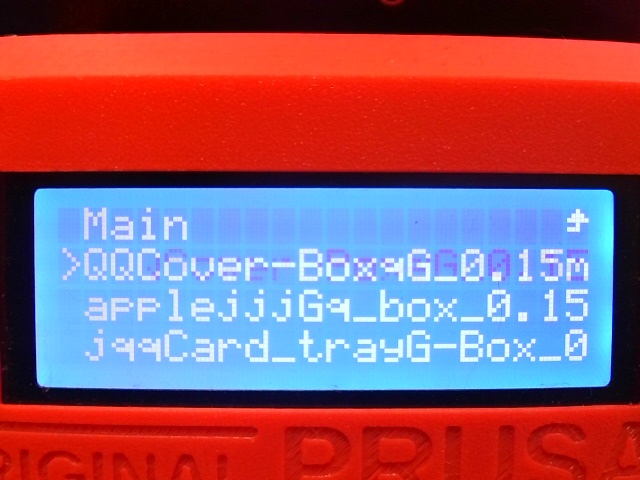 Main
>QQCover-BoxqG_0.15m
applejjjGq_box_0.15
jqqCard_trayG-Box_0
ORIGINAL PRUSA